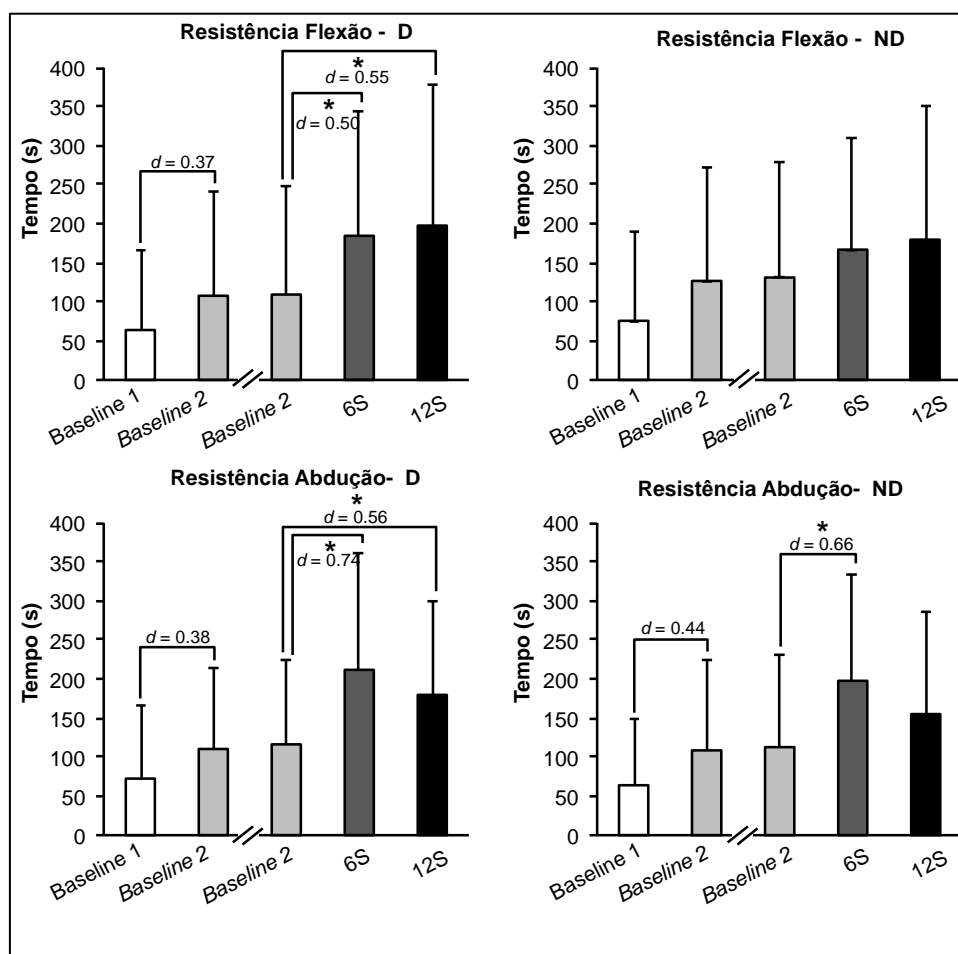 Resistência Flexão - D
*
d = 0.55
*
d = 0.50
d = 0.37
Tempo (s)
400
350
300
250
200
150
100
50
0
Baseline 1
Baseline 2
Baseline 2
6S
12S
Resistência Flexão - ND
Tempo (s)
400
350
300
250
200
150
100
50
0
Baseline 1
Baseline 2
Baseline 2
6S
12S
Resistência Abdução- D
*
d = 0.56
*
d = 0.74
d = 0.38
Tempo (s)
400
350
300
250
200
150
100
50
0
Baseline 1
Baseline 2
Baseline 2
6S
12S
Resistência Abdução- ND
*
d = 0.66
d = 0.44
Tempo (s)
400
350
300
250
200
150
100
50
0
Baseline 1
Baseline 2
Baseline 2
6S
12S